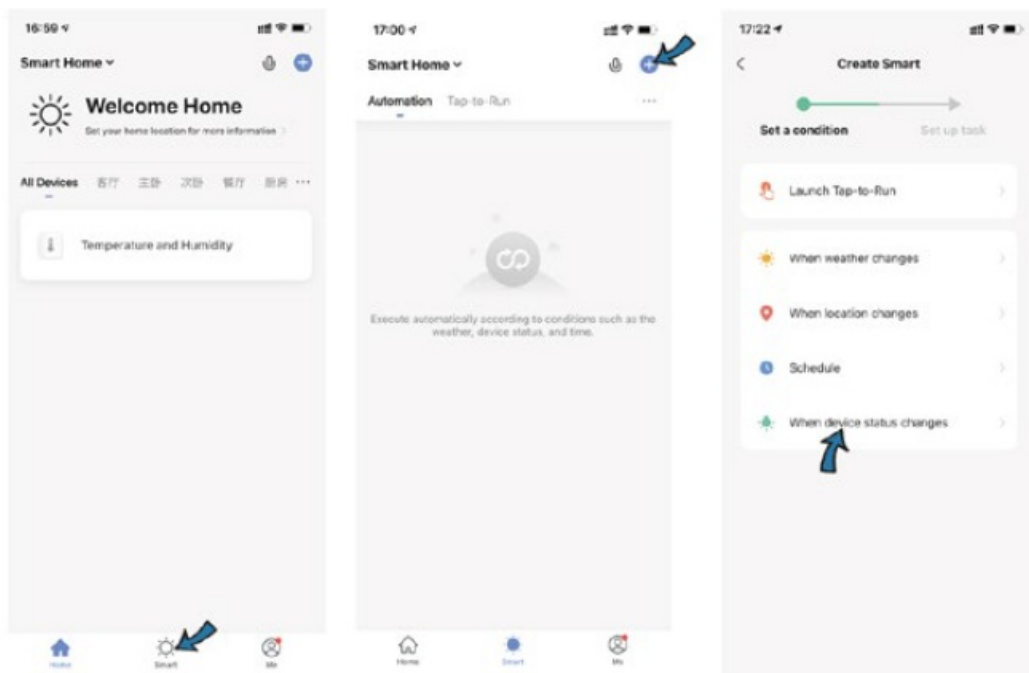 16:59
Smart Home
Welcome Home
Set your home location for more information
All Devices 客厅 主卧 次卧 餐厅 厨房 ...
Temperature and Humidity
Home
Smart
Me
17:00
Smart Home
Automation Tap-to-Run ...
Execute automatically according to conditions such as the
weather, device status, and time.
Home
Smart
Me
17:22
Create Smart
Set a condition
Set up task
Launch Tap-to-Run
When weather changes
When location changes
Schedule
When device status changes